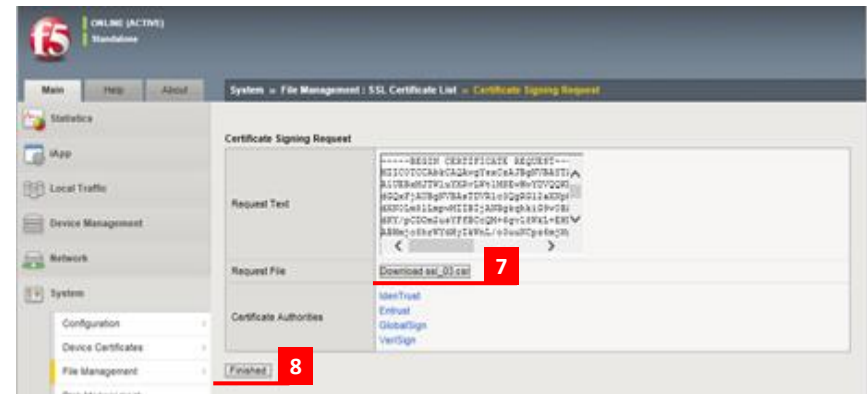 f5
ONLINE (ACTIVE)
Standalone
Main
Help
About
System » File Management : SSL Certificate List » Certificate Signing Request
Statistics
iApp
Local Traffic
Device Management
Network
System
Configuration
Device Certificates
File Management
Certificate Signing Request
Request Text
-----BEGIN CERTIFICATE REQUEST---
Request File
Download ssl_03.csr
7
Certificate Authorities
IdenTrust
Entrust
GlobalSign
VeriSign
Finished
8